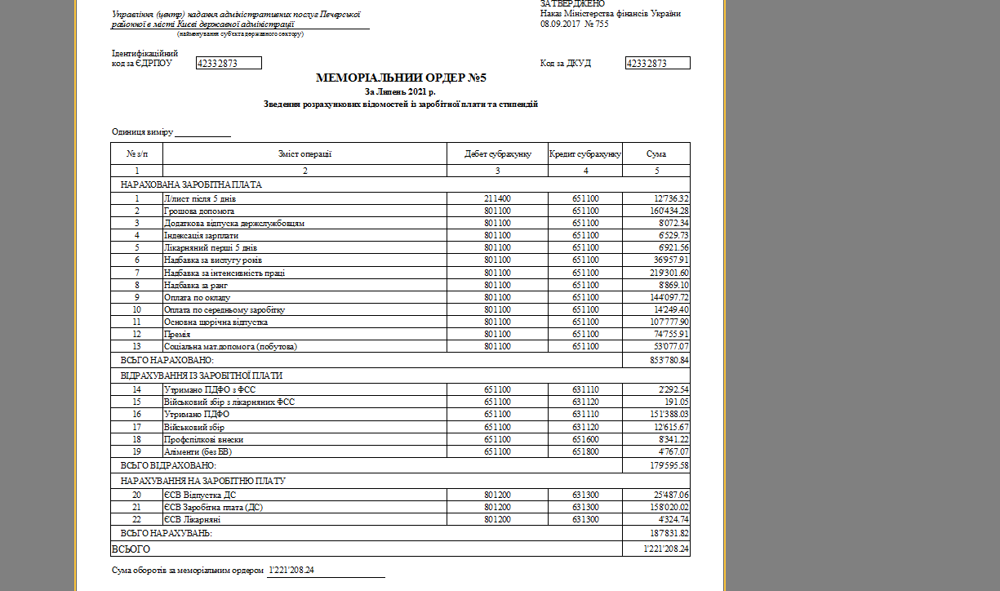 ЗАТВЕРДЖЕНО
Управління (центр) надання адміністративних послуг Печерської
Наказ Міністерства фінансів України
районної в місті Києві державної адміністрації
08.09.2017 № 755
(найменування суб'єкта державного сектору)
Ідентифікаційний
код за ЄДРПОУ 42332873 Код за ДКУД 42332873
МЕМОРІАЛЬНИЙ ОРДЕР №5
За Липень 2021 р.
Зведення розрахункових відомостей із заробітної плати та стипендій
Одиниця виміру ____________
№ з/п Зміст операції Дебет субрахунку Кредит субрахунку Сума
1 2 3 4 5
НАРАХОВАНА ЗАРОБІТНА ПЛАТА
1 Л/лист після 5 днів 211400 651100 12'736.32
2 Грошова допомога 801100 651100 160'434.28
3 Додаткова відпуска держслужбовцям 801100 651100 8'072.34
4 Індексація зарплати 801100 651100 6'529.73
5 Лікарняний перші 5 днів 801100 651100 6'921.56
6 Надбавка за вислугу років 801100 651100 36'957.91
7 Надбавка за інтенсивність праці 801100 651100 219'301.60
8 Надбавка за ранг 801100 651100 8'869.10
9 Оплата по окладу 801100 651100 144'097.72
10 Оплата по середньому заробітку 801100 651100 14'249.40
11 Основна щорічна відпустка 801100 651100 107'777.90
12 Премія 801100 651100 74'755.91
13 Соціальна мат.допомога (побутова) 801100 651100 53'077.07
ВСЬГО НАРАХОВАНО: 853'780.84
ВІДРАХУВАННЯ ІЗ ЗАРОБІТНОЇ ПЛАТИ
14 Утримано ПДФО з ФСС 651100 631110 2'292.54
15 Військовий збір з лікарняних ФСС 651100 631120 191.05
16 Утримано ПДФО 651100 631110 151'388.03
17 Військовий збір 651100 631120 12'615.67
18 Профспілкові внески 651100 651600 8'341.22
19 Аліменти (без БВ) 651100 651800 4'767.07
ВСЬГО ВІДРАХОВАНО: 179'595.58
НАРАХУВАННЯ НА ЗАРОБІТНЮ ПЛАТУ
20 ЄСВ Відпустка ДС 801200 631300 25'487.06
21 ЄСВ Заробітна плата (ДС) 801200 631300 158'020.02
22 ЄСВ Лікарняні 801200 631300 4'324.74
ВСЬГО НАРАХУВАНЬ: 187'831.82
ВСЬОГО 1'221'208.24
Сума оборотів за меморіальним ордером 1'221'208.24